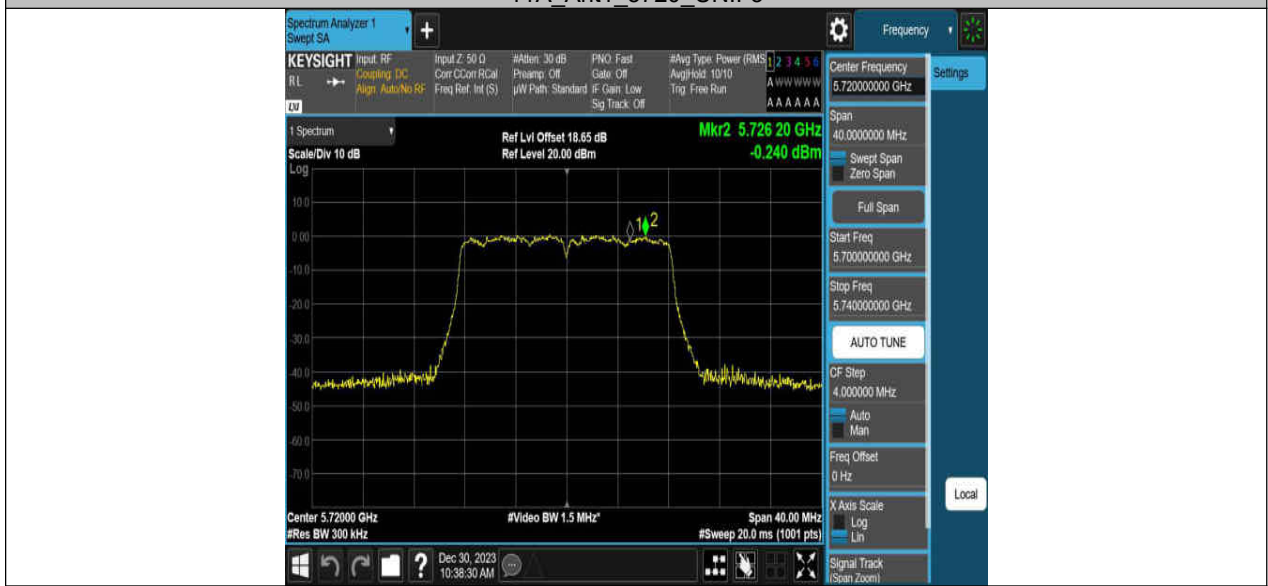 Spectrum Analyzer 1
Swept SA
+
Frequency
KEYSIGHT
RL
LXI
Input: RF
Coupling: DC
Align: Auto/No RF
Input Z: 50 Ω
Corr CCorr RCal
Freq Ref: Int (S)
#Atten: 30 dB
Preamp: Off
µW Path: Standard
PNO: Fast
Gate: Off
IF Gain: Low
Sig Track: Off
#Avg Type: Power (RMS
Avg|Hold: 10/10
Trig: Free Run
1 2 3 4 5 6
A W W W W W
A A A A A A
Center Frequency
5.720000000 GHz
Settings
Span
40.0000000 MHz
Swept Span
Zero Span
Full Span
Start Freq
5.700000000 GHz
Stop Freq
5.740000000 GHz
AUTO TUNE
CF Step
4.000000 MHz
Auto
Man
Freq Offset
0 Hz
X Axis Scale
Log
Lin
Signal Track
(Span Zoom)
Local
1 Spectrum
Scale/Div 10 dB
Ref Lvl Offset 18.65 dB
Ref Level 20.00 dBm
Mkr2 5.726 20 GHz
-0.240 dBm
Log
10.0
0.00
-10.0
-20.0
-30.0
-40.0
-50.0
-60.0
-70.0
1
2
Center 5.72000 GHz
#Res BW 300 kHz
#Video BW 1.5 MHz*
Span 40.00 MHz
#Sweep 20.0 ms (1001 pts)
?
Dec 30, 2023
10:38:30 AM